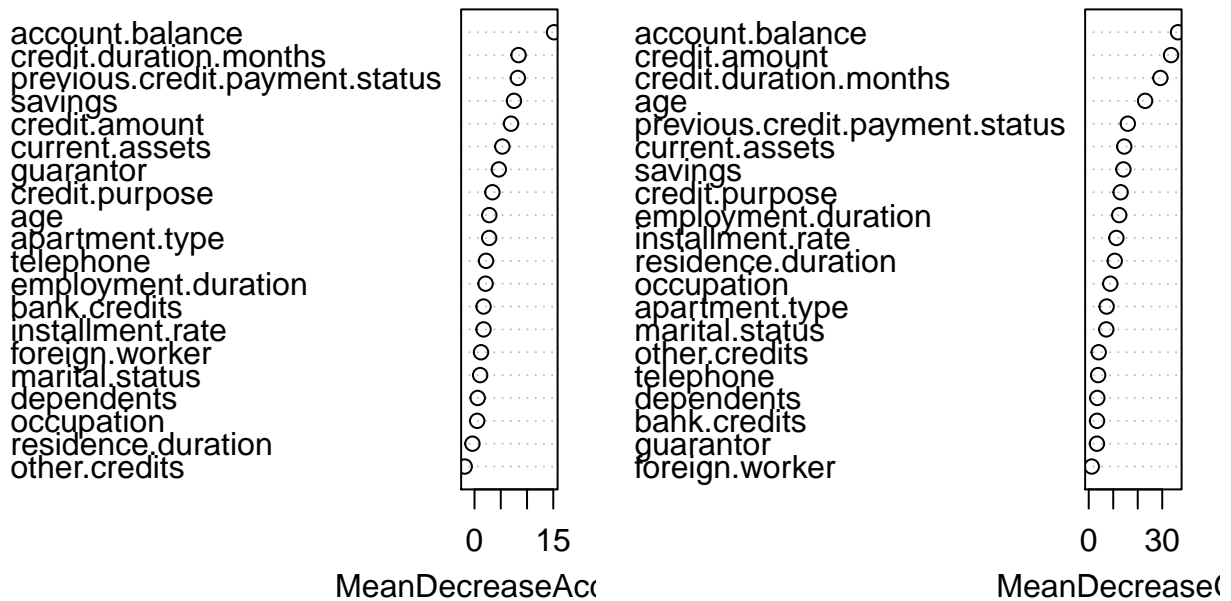 account.balance
credit.duration.months
previous.credit.payment.status
savings
credit.amount
current.assets
guarantor
credit.purpose
age
apartment.type
telephone
employment.duration
bank.credits
installment.rate
foreign.worker
marital.status
dependents
occupation
residence.duration
other.credits
0 15
MeanDecreaseAcc
account.balance
credit.amount
credit.duration.months
age
previous.credit.payment.status
current.assets
savings
credit.purpose
employment.duration
installment.rate
residence.duration
occupation
apartment.type
marital.status
other.credits
telephone
dependents
bank.credits
guarantor
foreign.worker
0 30
MeanDecrease